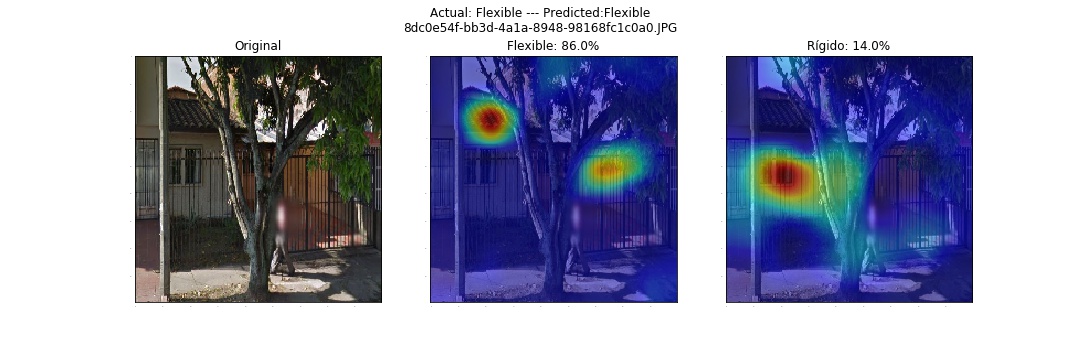 Actual: Flexible --- Predicted:Flexible
8dc0e54f-bb3d-4a1a-8948-98168fc1c0a0.JPG
Original
Flexible: 86.0%
Rígido: 14.0%